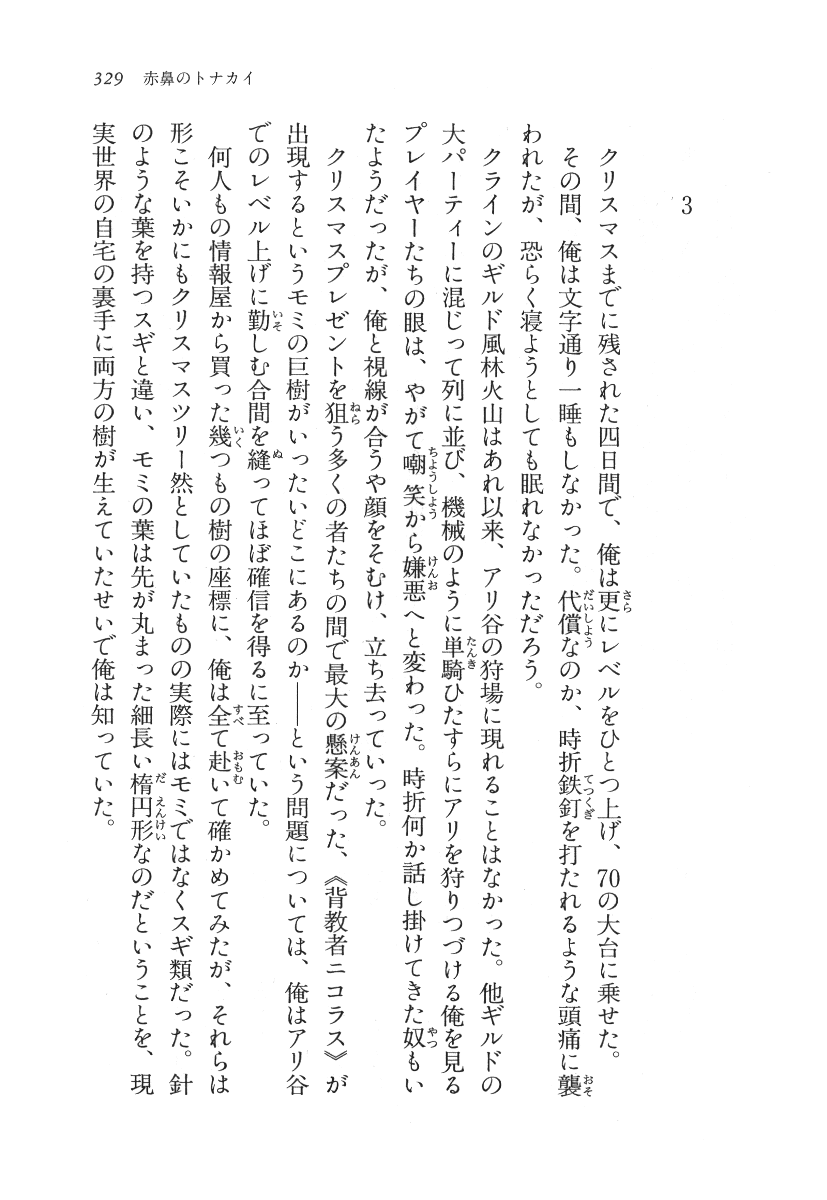 329 赤鼻のトナカイ
3
クリスマスまでに残された四日間で、俺は更にレベルをひとつ上げ、70の大台に乗せた。
その間、俺は文字通り一睡もしなかった。代償なのか、時折鉄釘を打たれるような頭痛に襲
われたが、恐らく寝ようとしても眠れなかっただろう。
クラインのギルド風林火山はあれ以来、アリ谷の狩場に現れることはなかった。他ギルドの
大パーティーに混じって列に並び、機械のように単騎ひたすらにアリを狩りつづける俺を見る
プレイヤーたちの眼は、やがて嘲笑から嫌悪へと変わった。時折何か話し掛けてきた奴もい
たようだったが、俺と視線が合うや顔をそむけ、立ち去っていった。
クリスマスプレゼントを狙う多くの者たちの間で最大の懸案だった、《背教者ニコラス》が
出現するというモミの巨樹がいったいどこにあるのか――という問題については、俺はアリ谷
でのレベル上げに勤しむ合間を縫ってほぼ確信を得るに至っていた。
何人もの情報屋から買った幾つもの樹の座標に、俺は全て赴いて確かめてみたが、それらは
形こそいかにもクリスマスツリー然としていたものの実際にはモミではなくスギ類だった。針
のような葉を持つスギと違い、モミの葉は先が丸まった細長い楕円形なのだということを、現
実世界の自宅の裏手に両方の樹が生えていたせいで俺は知っていた。